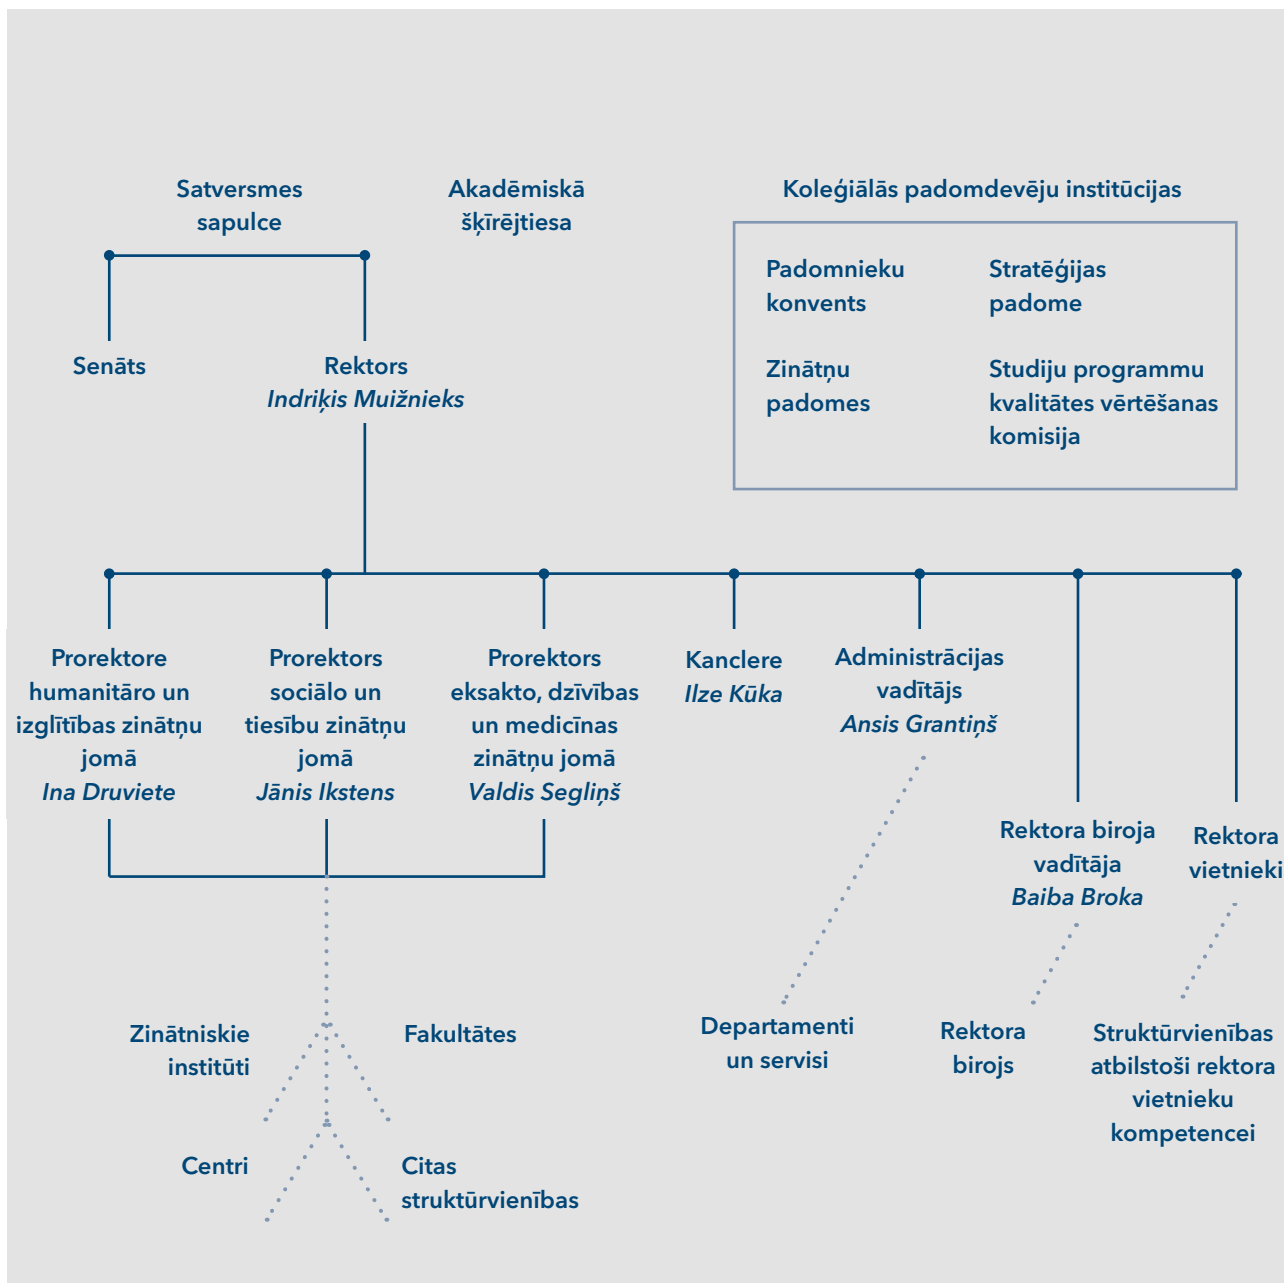 Satversmes
sapulce
Akadēmiskā
šķīrējtiesa
Koleģiālās padomdevēju institūcijas
Padomnieku
konvents
Stratēģijas
padome
Zinātņu
padomes
Studiju programmu
kvalitātes vērtēšanas
komisija
Senāts
Rektors
Indriķis Muižnieks
Prorektore
humanitāro un
izglītības zinātņu
jomā
Ina Druviete
Prorektors
sociālo un
tiesību zinātņu
jomā
Jānis Ikstens
Prorektors
eksakto, dzīvības
un medicīnas
zinātņu jomā
Valdis Segliņš
Kanclere
Ilze Kūka
Administrācijas
vadītājs
Ansis Grantiņš
Rektora biroja
vadītāja
Baiba Broka
Rektora
vietnieki
Zinātniskie
institūti
Fakultātes
Centri
Citas
struktūrvienības
Departamenti
un servisi
Rektora
birojs
Struktūrvienības
atbilstoši rektora
vietnieku
kompetencei